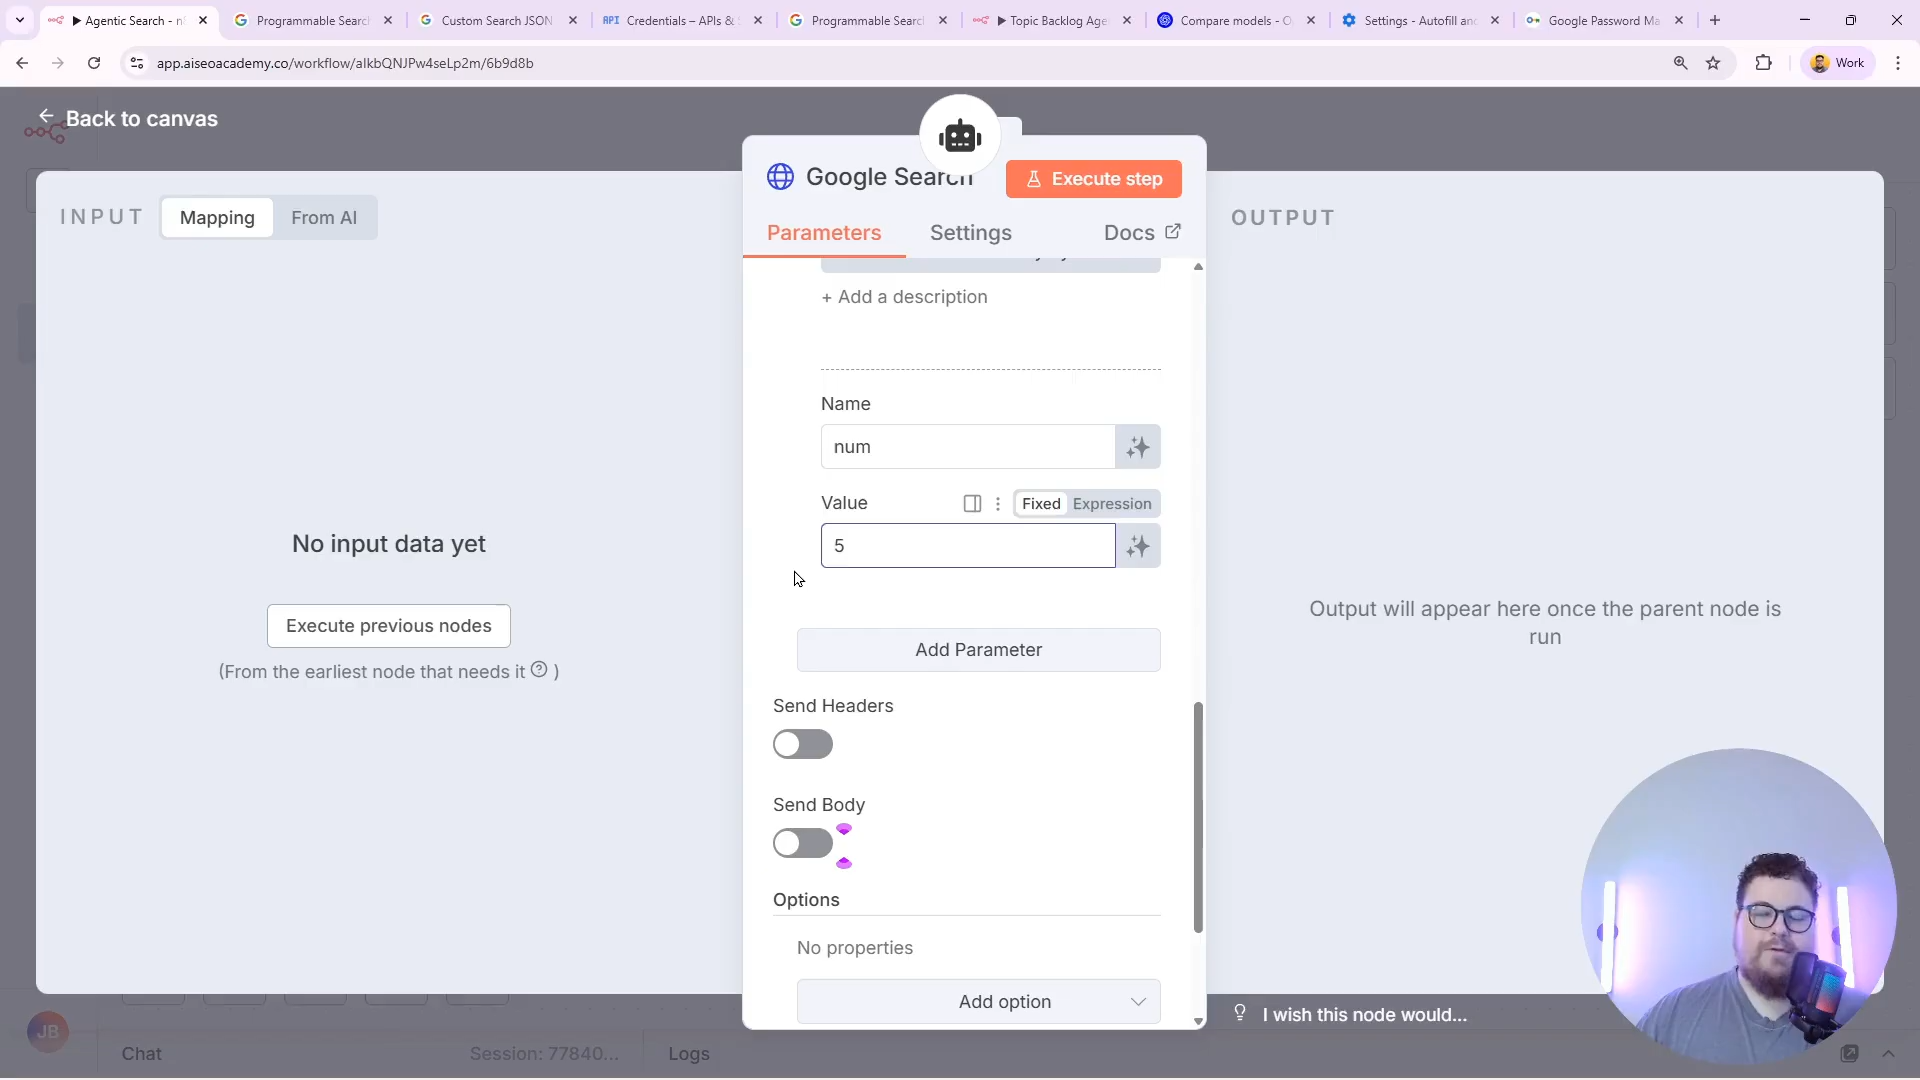 Agentic Search - n8
Programmable Searc
Custom Search JSON
API Credentials – APIs &
Programmable Searc
Topic Backlog Age
Compare models - O
Settings - Autofill and
Google Password Ma
app.aiseoacademy.co/workflow/alkbQNJPw4seLp2m/6b9d8b
Work
Back to canvas
Google Search
Execute step
INPUT
Mapping
From AI
Parameters
Settings
Docs
OUTPUT
+ Add a description
Name
num
Value
Fixed
Expression
5
No input data yet
Execute previous nodes
(From the earliest node that needs it ? )
Output will appear here once the parent node is
run
Add Parameter
Send Headers
Send Body
Options
No properties
Add option
I wish this node would...
JB
Chat
Session: 77840...
Logs